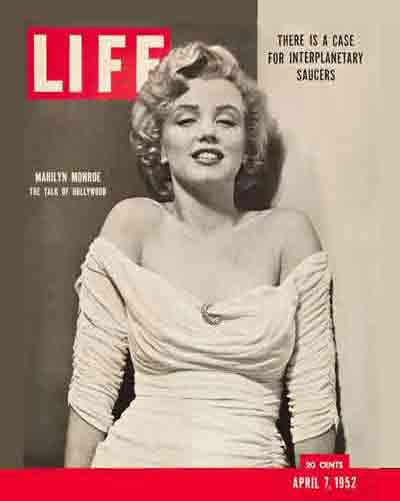 LIFE
THERE IS A CASE
FOR INTERPLANETARY
SAUCERS
MARILYN MONROE
THE TALK OF HOLLYWOOD
20 CENTS
APRIL 7, 1952